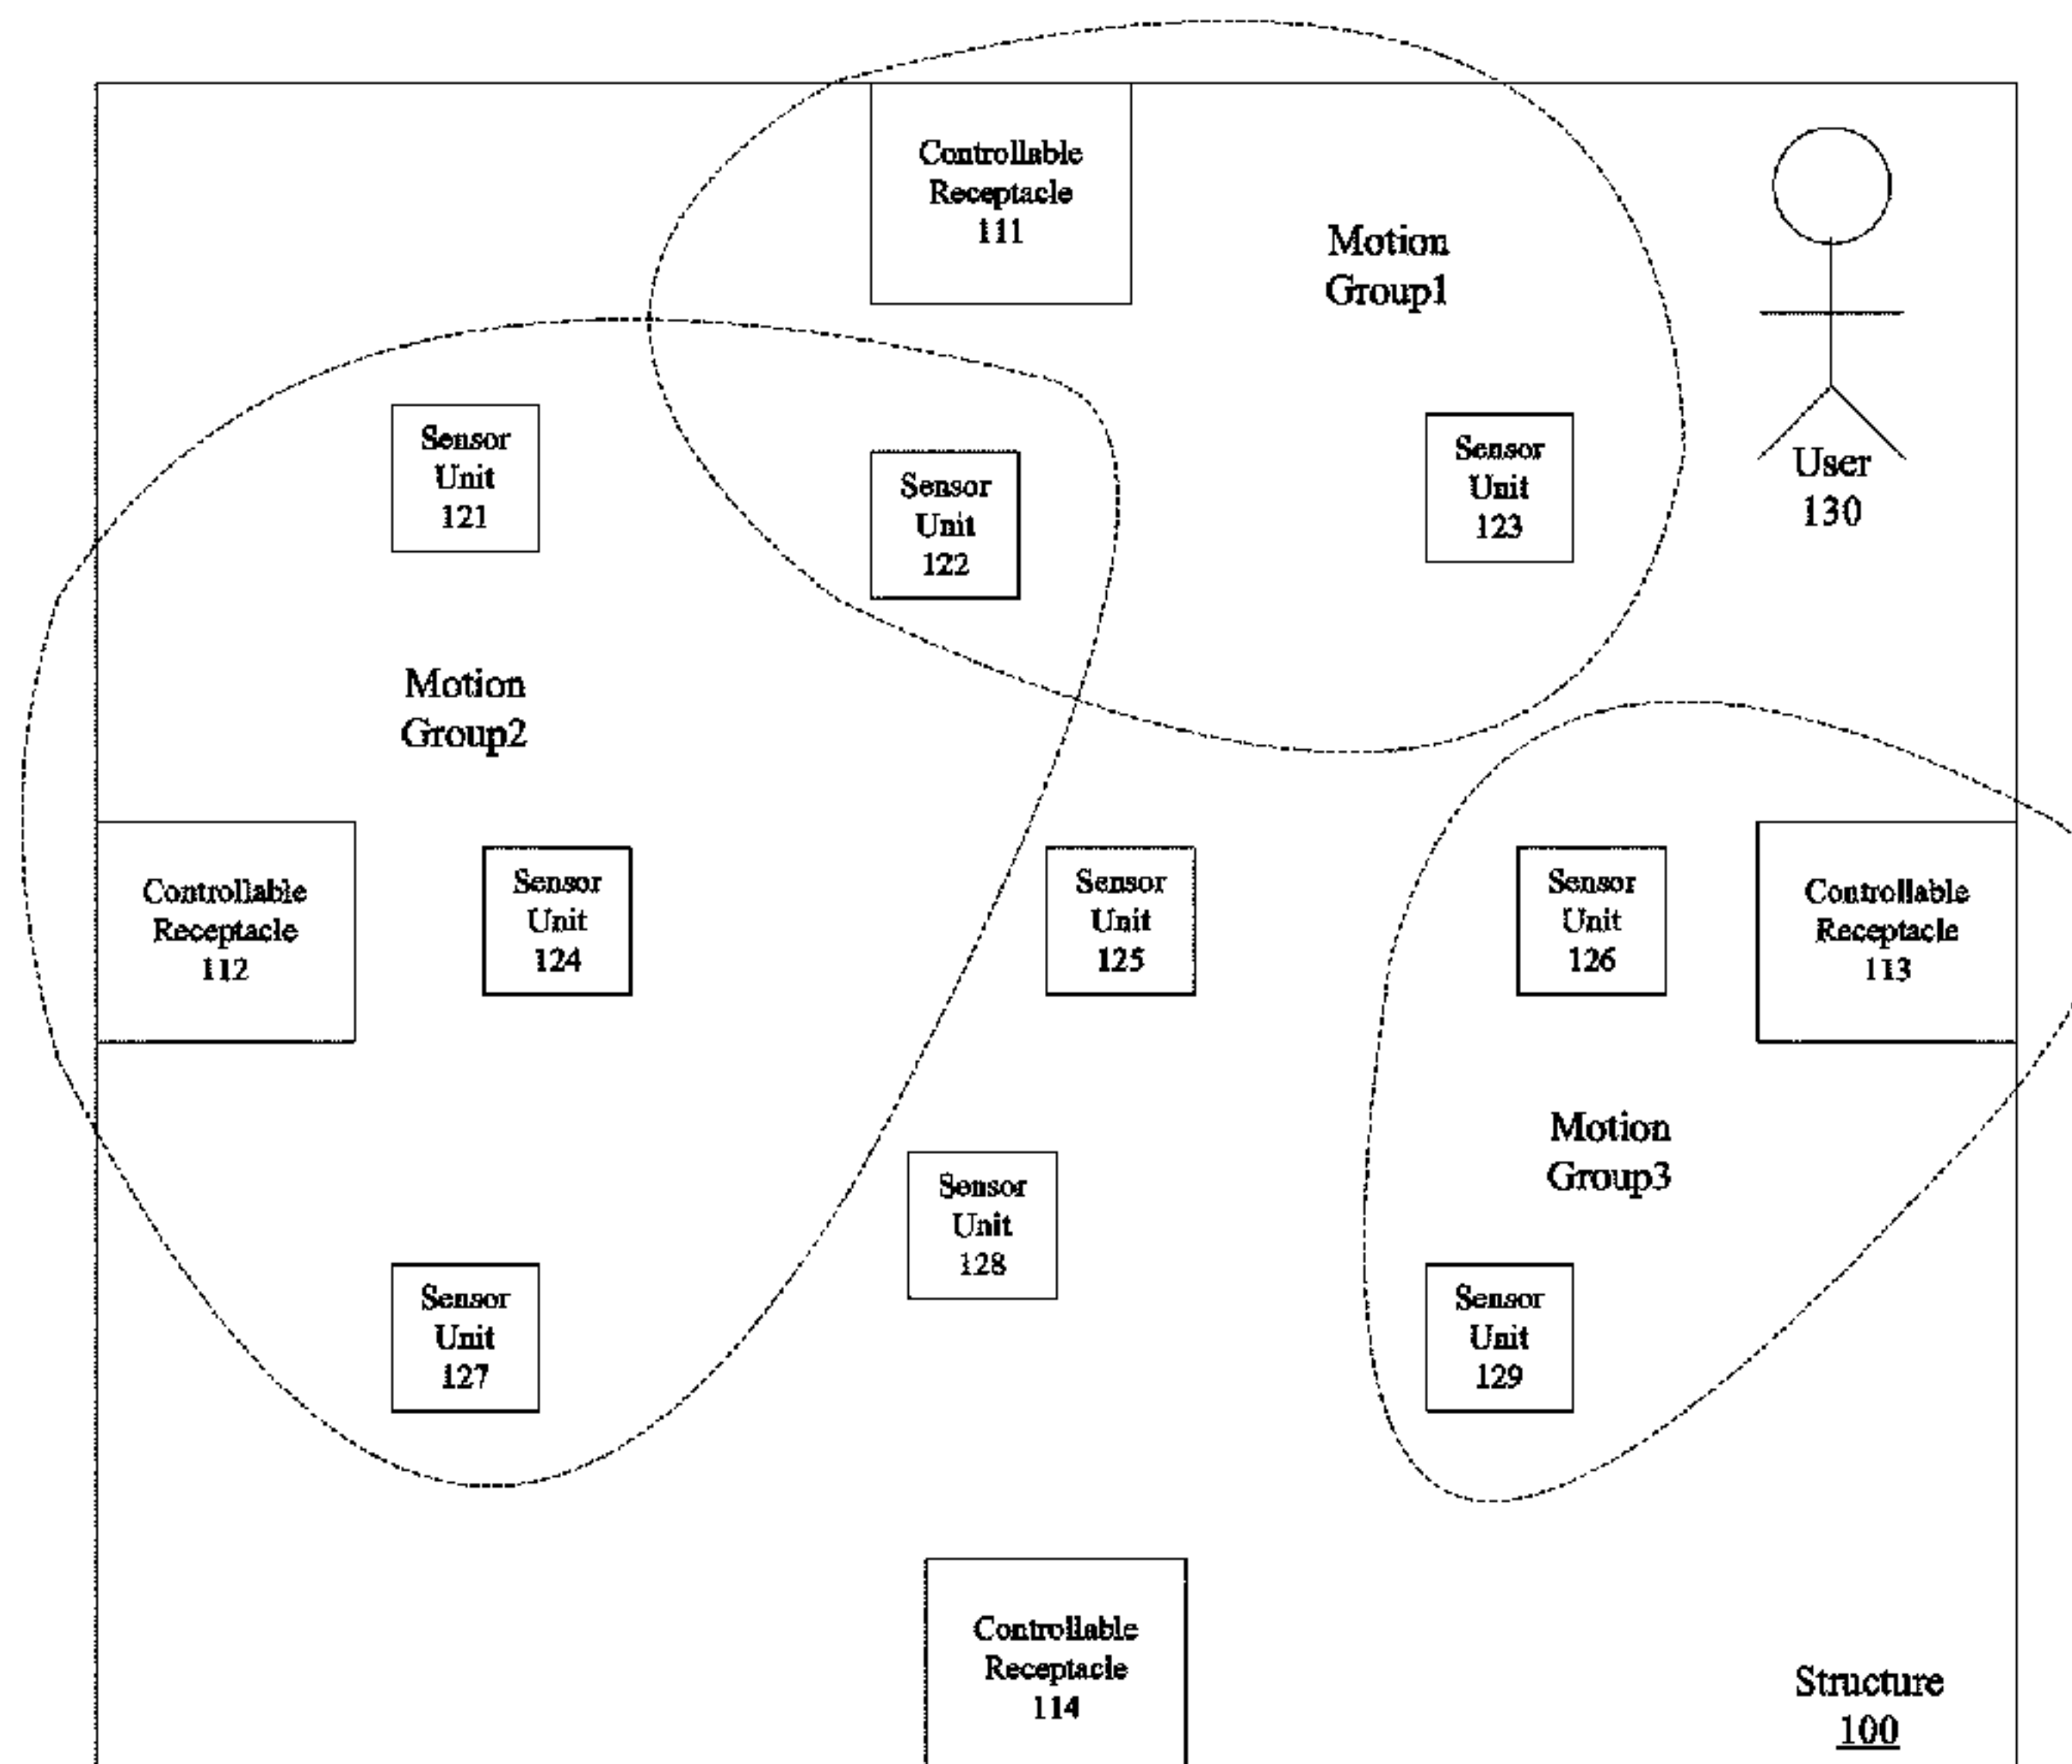 Controllable
Receptacle
111
Motion
Group1
Sensor
Unit
121
Sensor
Unit
122
Sensor
Unit
123
User
130
Motion
Group2
Controllable
Receptacle
112
Sensor
Unit
124
Sensor
Unit
125
Sensor
Unit
126
Controllable
Receptacle
113
Motion
Group3
Sensor
Unit
128
Sensor
Unit
127
Sensor
Unit
129
Controllable
Receptacle
114
Structure
100